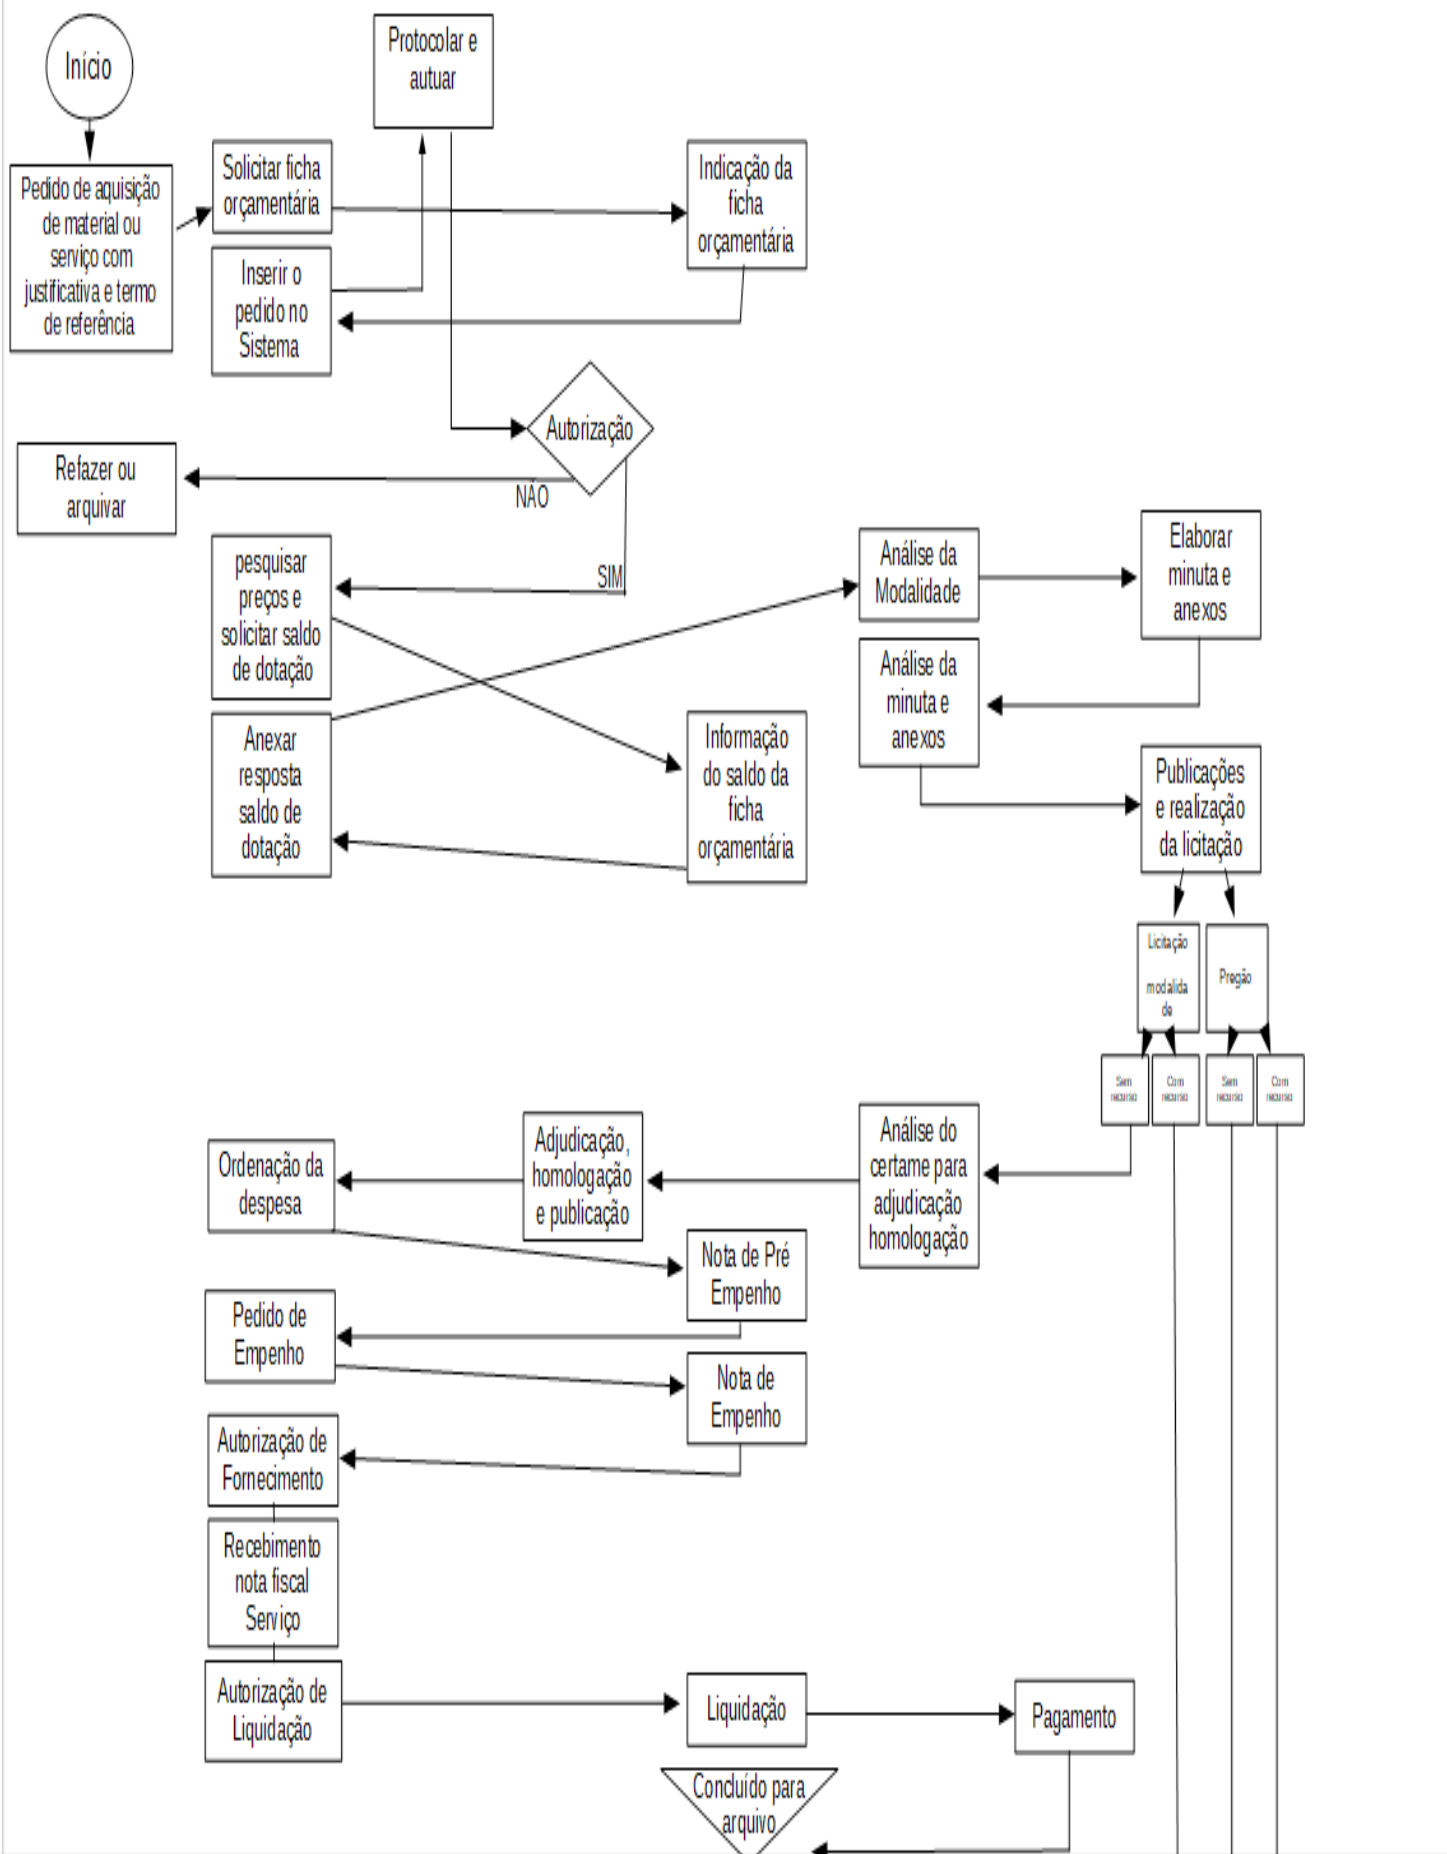 Início
Protocolar e
autuar
Pedido de aquisição
de material ou
serviço com
justificativa e termo
de referência
Solicitar ficha
orçamentária
Indicação da
ficha
orçamentária
Inserir o
pedido no
Sistema
Autorização
NÃO
SIM
Refazer ou
arquivar
pesquisar
preços e
solicitar saldo
de dotação
Análise da
Modalidade
Elaborar
minuta e
anexos
Análise da
minuta e
anexos
Anexar
resposta
saldo de
dotação
Informação
do saldo da
ficha
orçamentária
Publicações
e realização
da licitação
Licitação
modalida
de
Pregão
Sem
recurso
Com
recurso
Sem
recurso
Com
recurso
Análise do
certame para
adjudicação
homologação
Adjudicação,
homologação
e publicação
Ordenação da
despesa
Nota de Pré
Empenho
Pedido de
Empenho
Nota de
Empenho
Autorização de
Fornecimento
Recebimento
nota fiscal
Serviço
Autorização de
Liquidação
Liquidação
Pagamento
Concluído para
arquivo